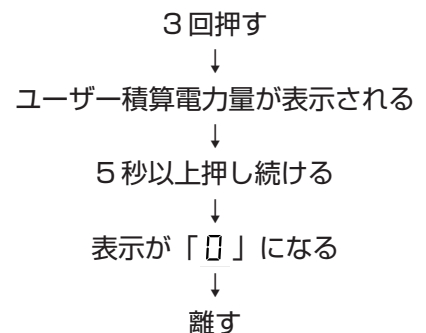 3回押す
↓
ユーザー積算電力量が表示される
↓
5秒以上押し続ける
↓
表示が「0」になる
↓
離す